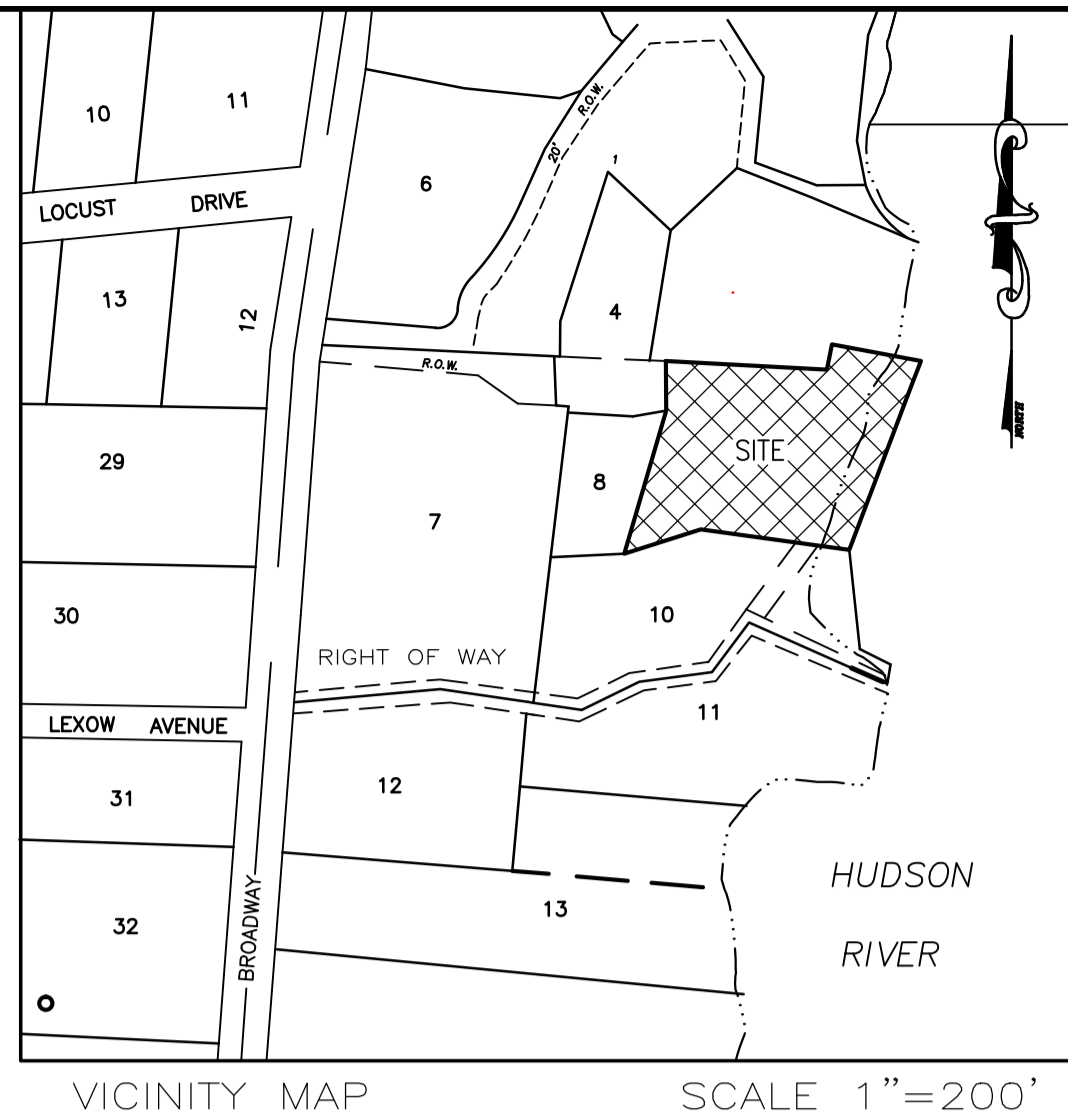 10
11
R.O.W.
20'
1
6
LOCUST DRIVE
13
12
4
R.O.W.
NORTH
29
SITE
8
7
10
30
RIGHT OF WAY
11
LEXOW AVENUE
12
31
HUDSON
RIVER
13
32
BROADWAY
VICINITY MAP SCALE 1"=200'